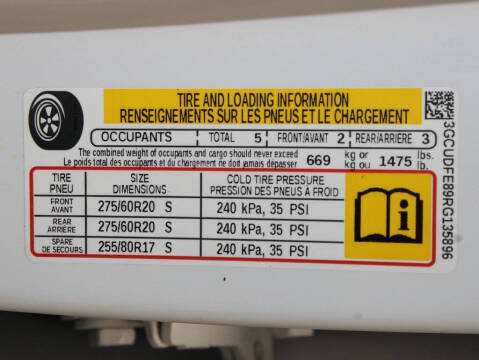 TIRE AND LOADING INFORMATION
RENSEIGNEMENTS SUR LES PNEUS ET LE CHARGEMENT
OCCUPANTS TOTAL 5 FRONT/AVANT 2 REAR/ARRIÈRE 3
The combined weight of occupants and cargo should never exceed
Le poids total des occupants et du chargement ne doit jamais dépasser 669 kg or kg ou 1475 lbs. lb.
TIRE PNEU SIZE DIMENSIONS COLD TIRE PRESSURE PRESSION DES PNEUS A FROID
FRONT AVANT 275/60R20 S 240 kPa, 35 PSI
REAR ARRIÈRE 275/60R20 S 240 kPa, 35 PSI
SPARE DE SECOURS 255/80R17 S 240 kPa, 35 PSI
i
3GCUDFE89RG135896